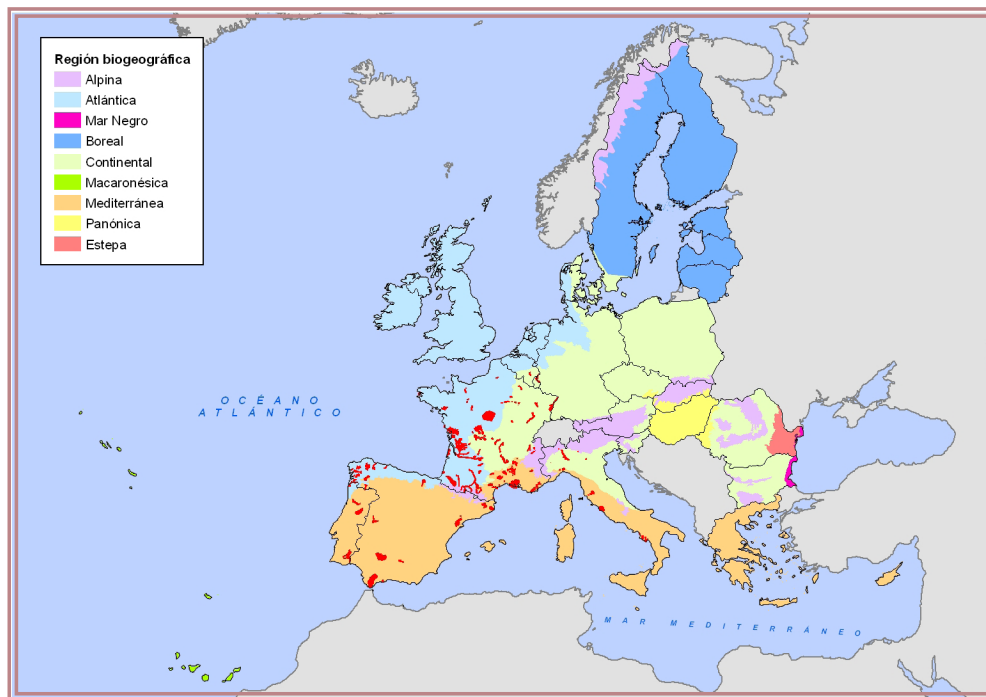 Región biogeográfica
Alpina
Atlántica
Mar Negro
Boreal
Continental
Macaronésica
Mediterránea
Panónica
Estepa
OCÉANO
ATLÁNTICO
MAR MEDITERRÁNEO